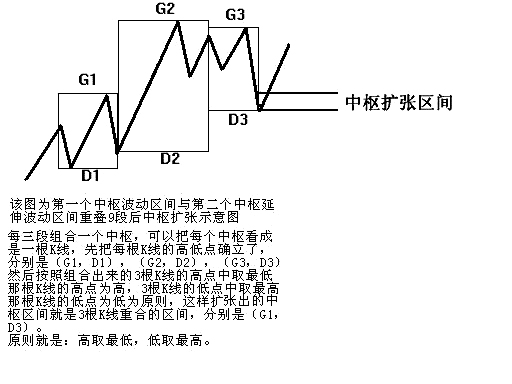 G2
G3
G1
中枢扩张区间
D3
D2
D1
该图为第一个中枢波动区间与第二个中枢延
伸波动区间重叠9段后中枢扩张示意图
每三段组合一个中枢，可以把每个中枢看成
是一根K线，先把每根K线的高低点确立了，
分别是（G1，D1），（G2，D2），（G3，D3）
然后按照组合出来的3根K线的高点中取最低
那根K线的高点为高，3根K线的低点中取最高
那根K线的低点为低为原则，这样扩张出的中
枢区间就是3根K线重合的区间，分别是（G1，
D3）。
原则就是：高取最低，低取最高。